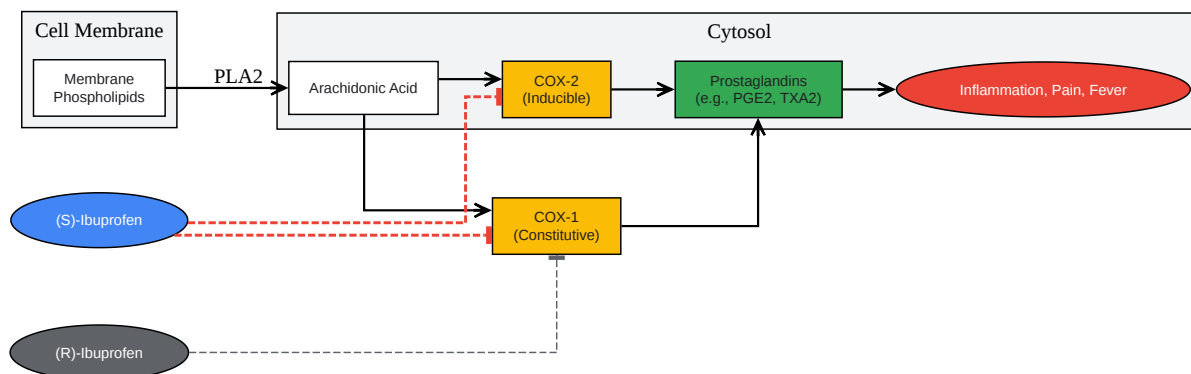 Cell Membrane
Cytosol
Membrane
Phospholipids
PLA2
Arachidonic Acid
COX-2
(Inducible)
Prostaglandins
(e.g., PGE2, TXA2)
Inflammation, Pain, Fever
(S)-Ibuprofen
COX-1
(Constitutive)
(R)-Ibuprofen